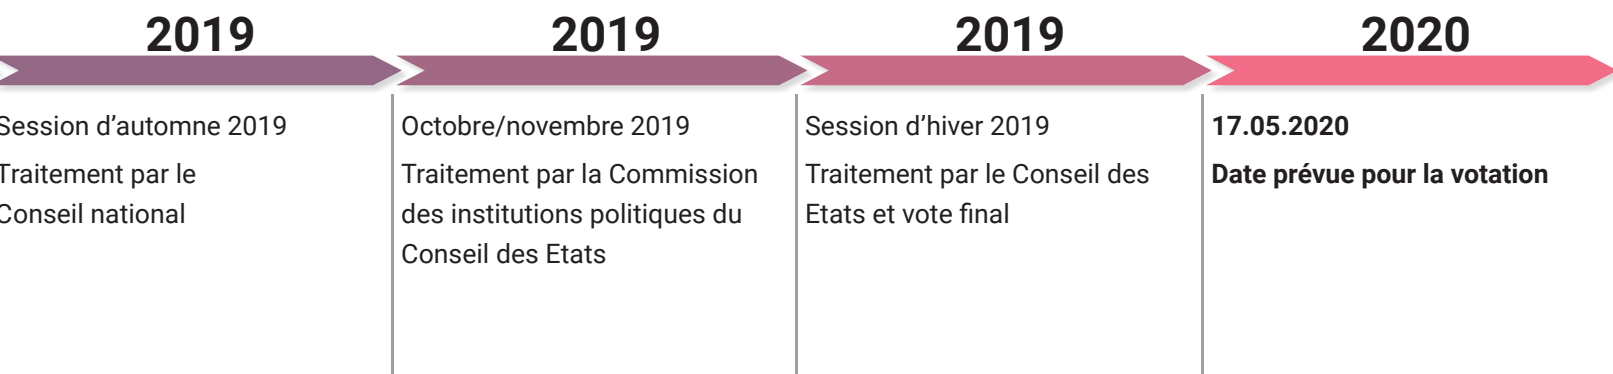 2019
Session d’automne 2019
Traitement par le
Conseil national
2019
Octobre/novembre 2019
Traitement par la Commission
des institutions politiques du
Conseil des Etats
2019
Session d’hiver 2019
Traitement par le Conseil des
Etats et vote final
2020
17.05.2020
Date prévue pour la votation